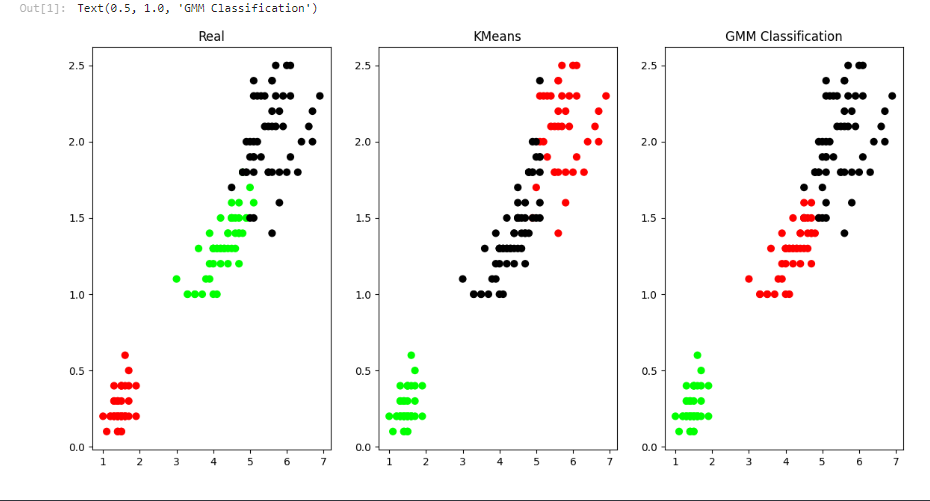 Out[1]: Text(0.5, 1.0, 'GMM Classification')
Real
KMeans
GMM Classification
2.5
2.0
1.5
1.0
0.5
0.0
1 2 3 4 5 6 7
2.5
2.0
1.5
1.0
0.5
0.0
1 2 3 4 5 6 7
2.5
2.0
1.5
1.0
0.5
0.0
1 2 3 4 5 6 7